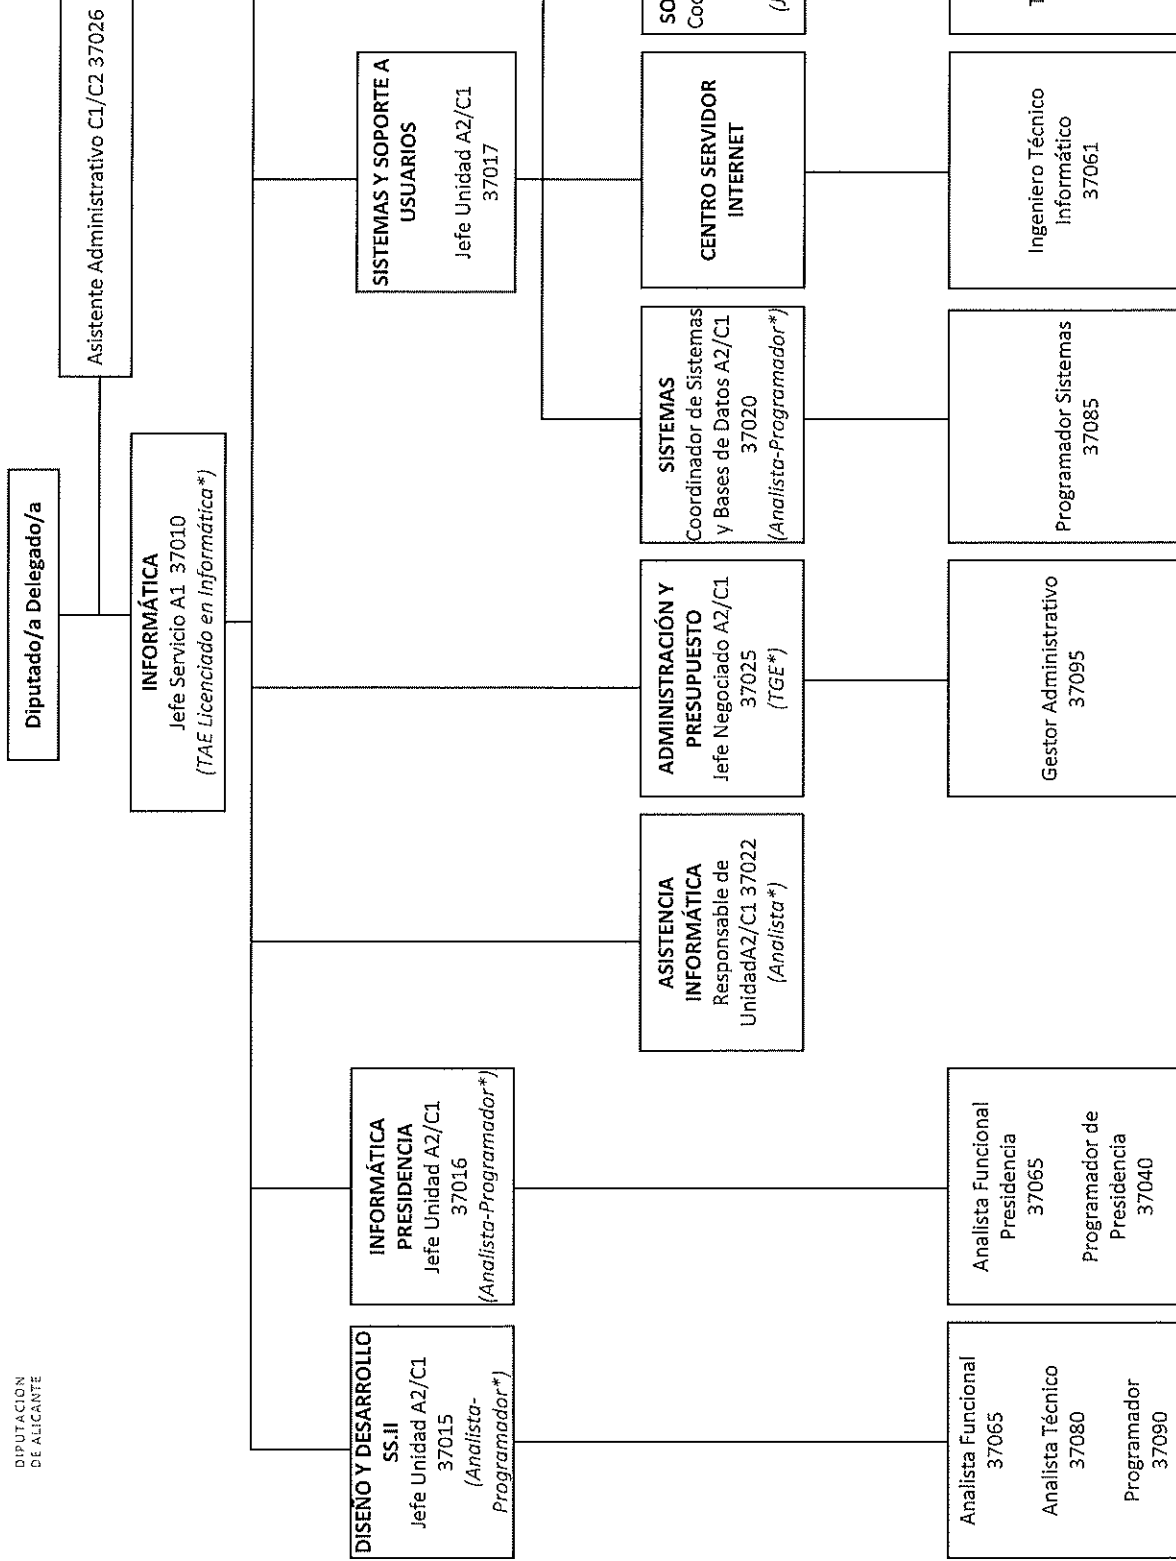 DIPUTACIÓN
DE ALICANTE
Diputado/a Delegado/a
Asistente Administrativo C1/C2 37026
INFORMÁTICA
Jefe Servicio A1 37010
(TAE Licenciado en Informática*)
DISEÑO Y DESARROLLO
SS.II
Jefe Unidad A2/C1
37015
(Analista-
Programador*)
INFORMÁTICA
PRESIDENCIA
Jefe Unidad A2/C1
37016
(Analista-Programador*)
SISTEMAS Y SOPORTE A
USUARIOS
Jefe Unidad A2/C1
37017
ASISTENCIA
INFORMÁTICA
Responsable de
UnidadA2/C1 37022
(Analista*)
ADMINISTRACIÓN Y
PRESUPUESTO
Jefe Negociado A2/C1
37025
(TGE*)
SISTEMAS
Coordinador de Sistemas
y Bases de Datos A2/C1
37020
(Analista-Programador*)
CENTRO SERVIDOR
INTERNET
SO
Coo
Analista Funcional
37065
Analista Técnico
37080
Programador
37090
Analista Funcional
Presidencia
37065
Programador de
Presidencia
37040
Gestor Administrativo
37095
Programador Sistemas
37085
Ingeniero Técnico
Informático
37061